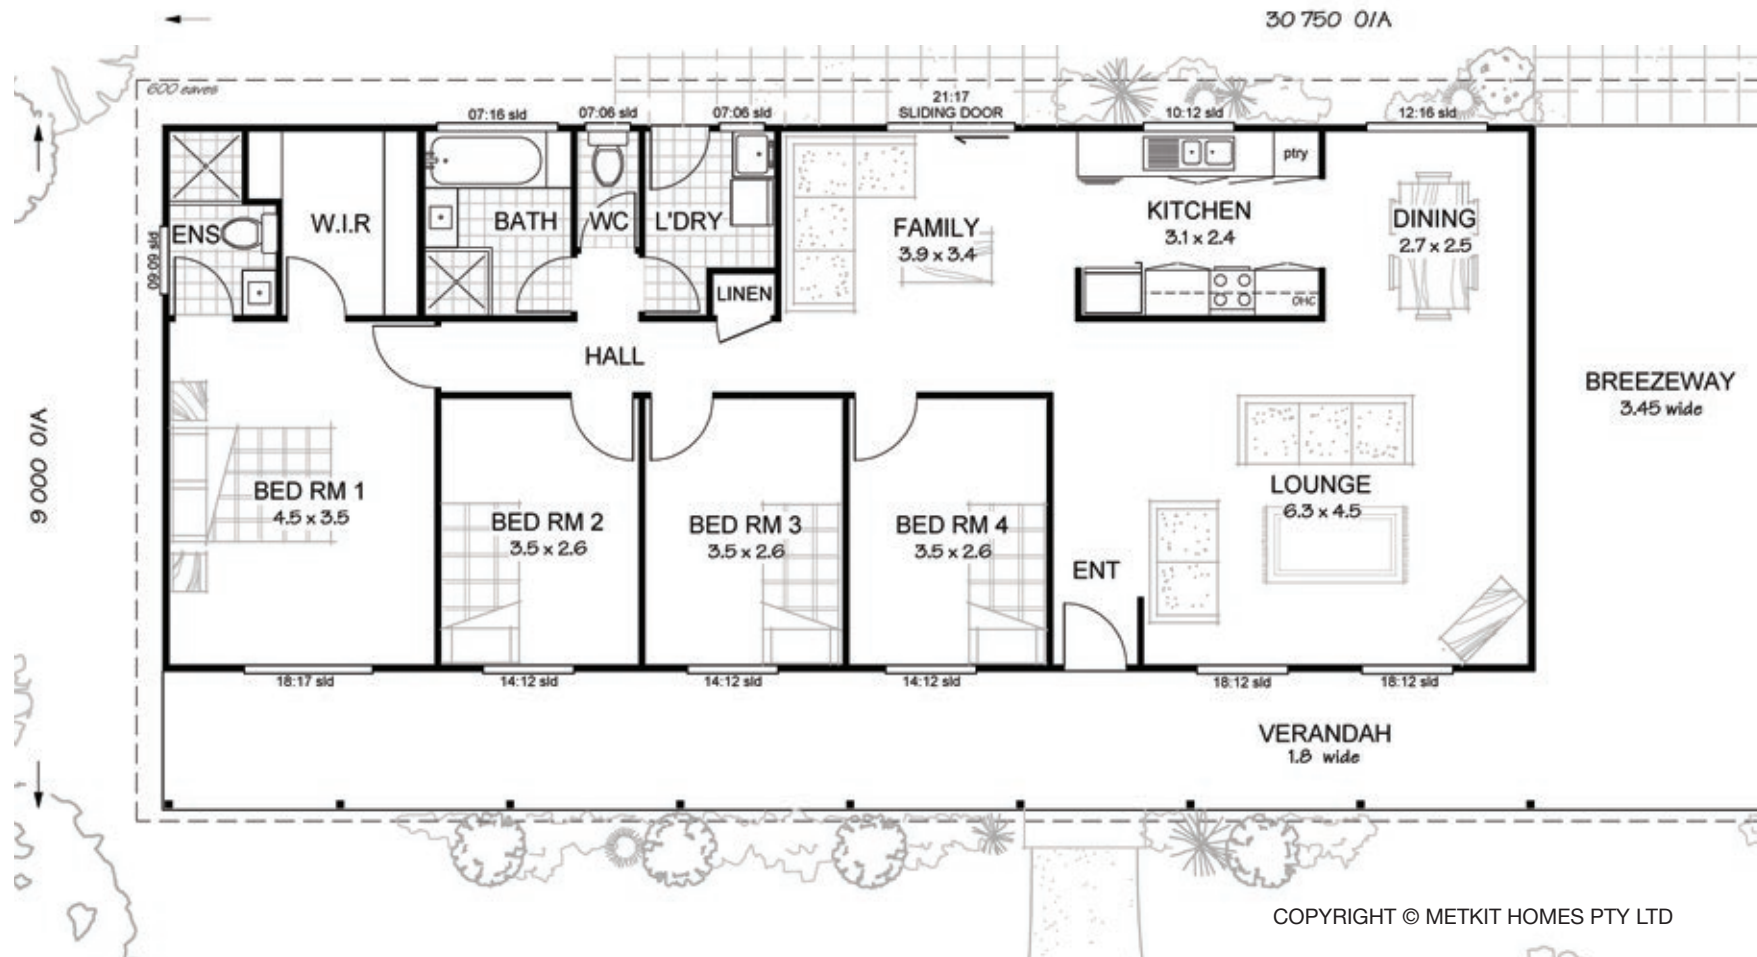 30 750 O/A
600 eaves
07:16 sld
07:06 sld
07:06 sld
21:17
SLIDING DOOR
10:12 sld
12:16 sld
ptry
ENS
W.I.R
BATH
WC
L'DRY
FAMILY
3.9 x 3.4
KITCHEN
3.1 x 2.4
DINING
2.7 x 2.5
09:09 sld
LINEN
OHC
HALL
BREEZEWAY
3.45 wide
9 000 O/A
BED RM 1
4.5 x 3.5
BED RM 2
3.5 x 2.6
BED RM 3
3.5 x 2.6
BED RM 4
3.5 x 2.6
LOUNGE
6.3 x 4.5
ENT
18:17 sld
14:12 sld
14:12 sld
14:12 sld
18:12 sld
18:12 sld
VERANDAH
1.8 wide
COPYRIGHT © METKIT HOMES PTY LTD